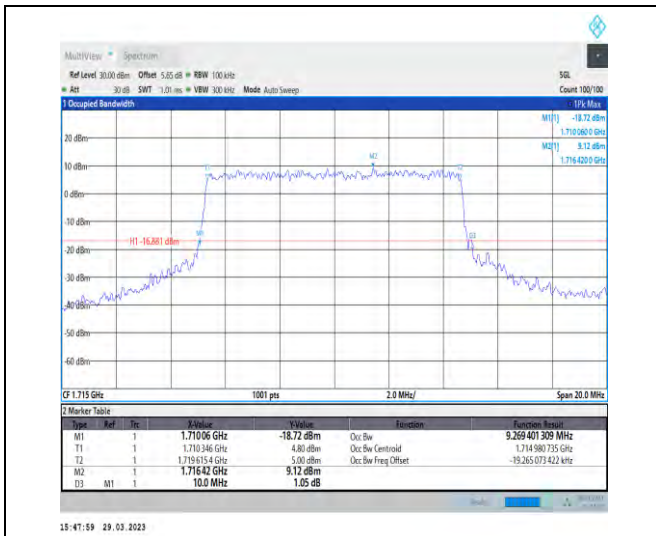 MultiView Spectrum
Ref Level 30.00 dBm Offset 5.65 dB RBW 100 kHz SGL
Att 30 dB SWT 1.01 ms VBW 300 kHz Mode Auto Sweep Count 100/100
1 Occupied Bandwidth 1Pk Max
M1[1] -18.72 dBm
1.710 060 0 GHz
20 dBm
M2[1] 9.12 dBm
1.716 420 0 GHz
M2
T1 T2
10 dBm
0 dBm
-10 dBm
M1 D3
H1 -16.881 dBm
-20 dBm
-30 dBm
-40 dBm
-50 dBm
-60 dBm
CF 1.715 GHz 1001 pts 2.0 MHz/ Span 20.0 MHz
2 Marker Table
Type Ref Trc X-Value Y-Value Function Function Result
M1 1 1.71006 GHz -18.72 dBm Occ Bw 9.269 401 309 MHz
T1 1 1.710 346 GHz 4.80 dBm Occ Bw Centroid 1.714 980 735 GHz
T2 1 1.719 615 4 GHz 5.00 dBm Occ Bw Freq Offset -19.265 073 422 kHz
M2 1 1.71642 GHz 9.12 dBm
D3 M1 1 10.0 MHz 1.05 dB
15:47:59 29.03.2023